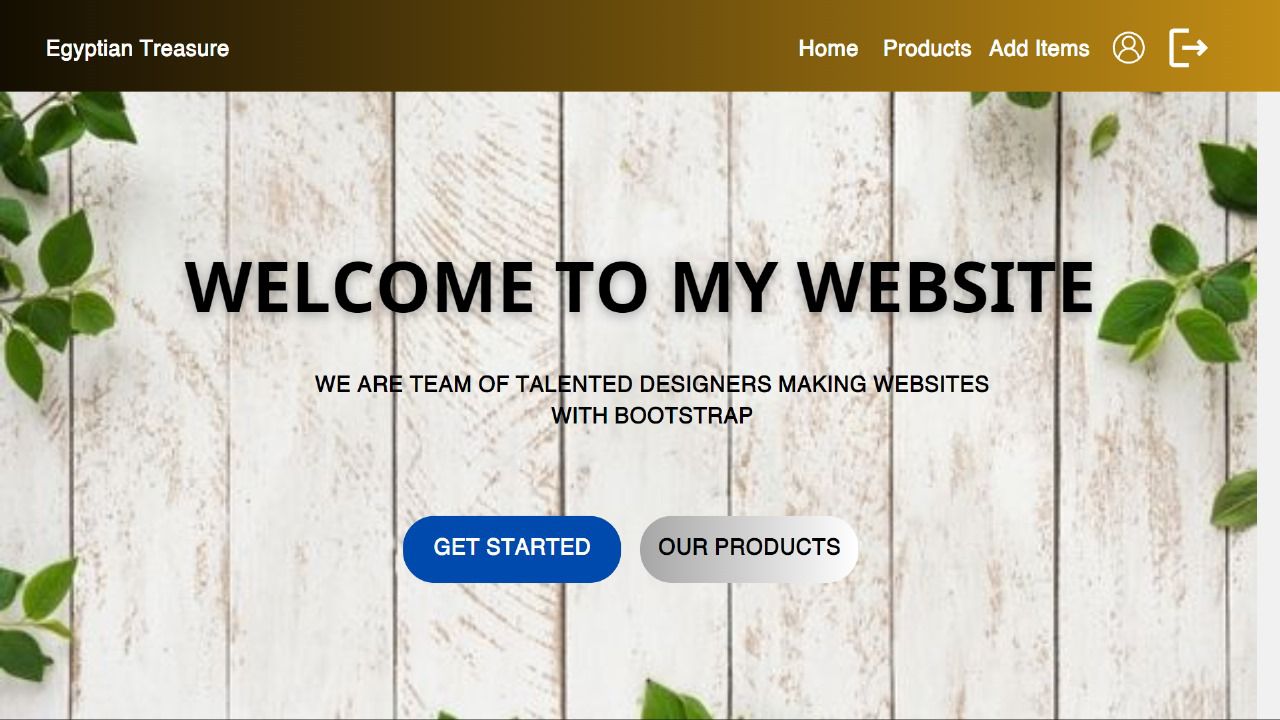 Egyptian Treasure
Home Products Add Items
WELCOME TO MY WEBSITE
WE ARE TEAM OF TALENTED DESIGNERS MAKING WEBSITES
WITH BOOTSTRAP
GET STARTED
OUR PRODUCTS